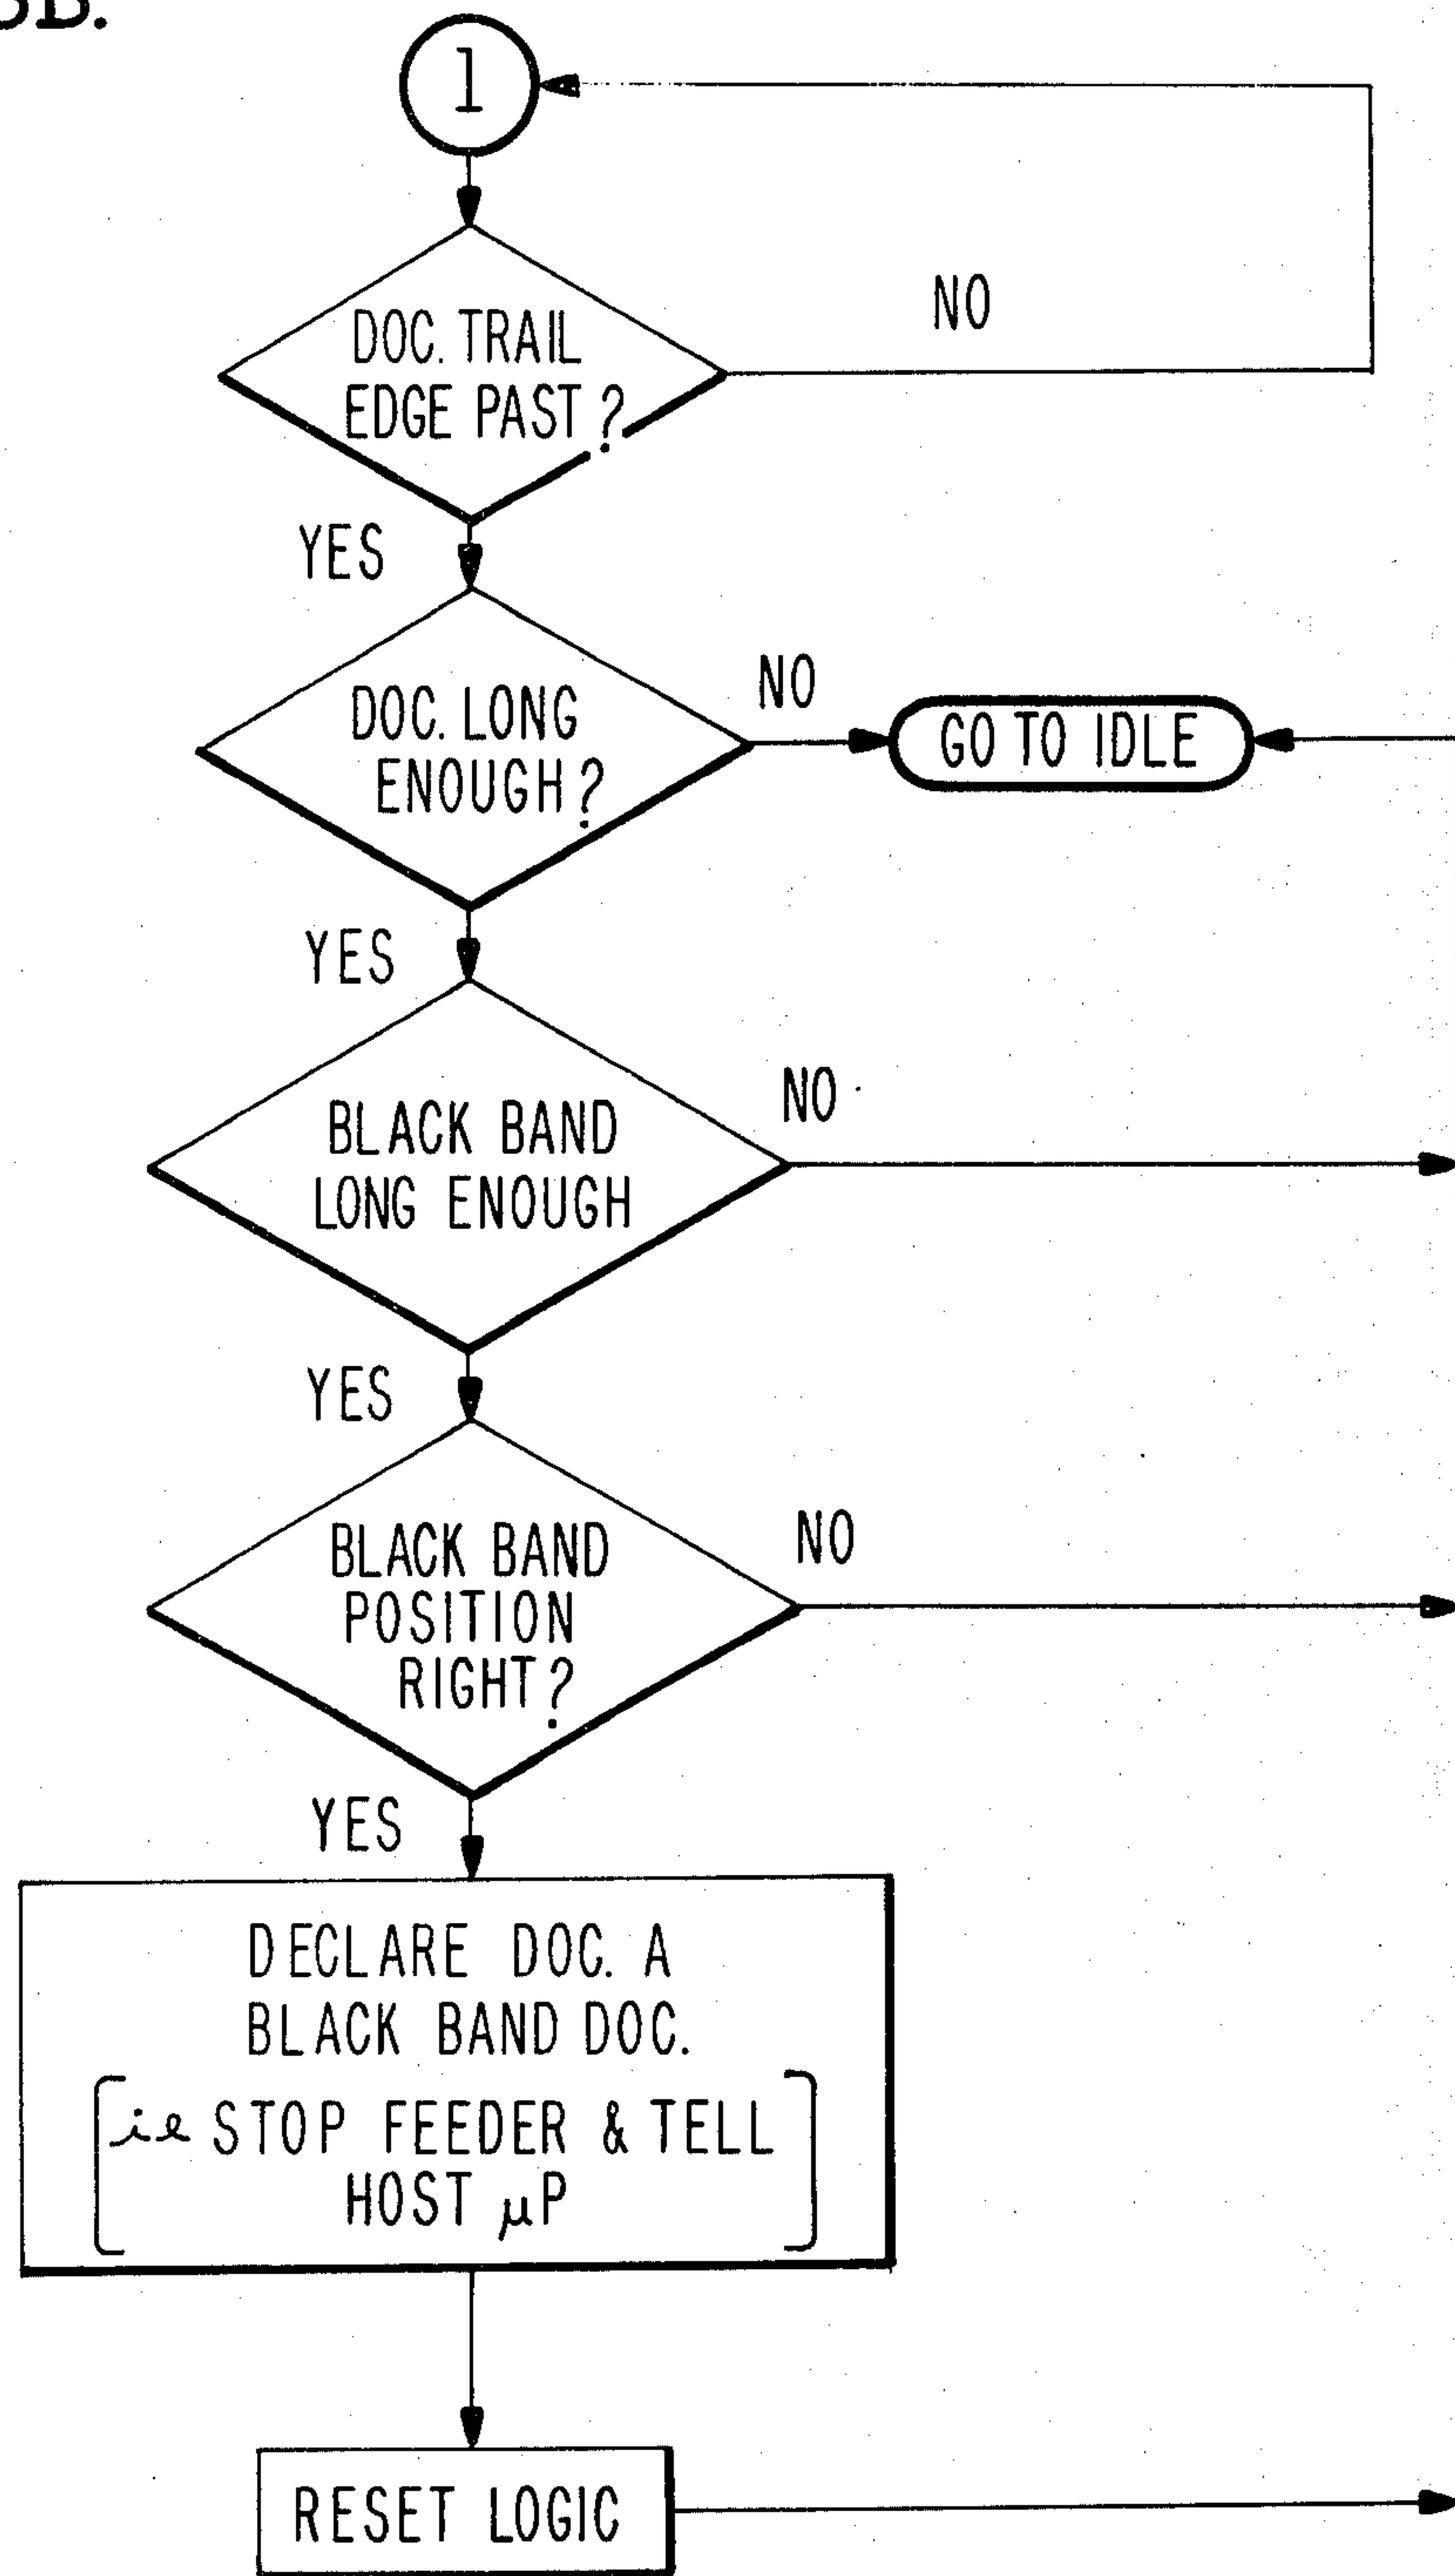 1
DOC. TRAIL
EDGE PAST?
NO
YES
DOC. LONG
ENOUGH?
NO
GO TO IDLE
YES
BLACK BAND
LONG ENOUGH
NO
YES
BLACK BAND
POSITION
RIGHT?
NO
YES
DECLARE DOC. A
BLACK BAND DOC.
[ie STOP FEEDER & TELL
HOST µP]
RESET LOGIC